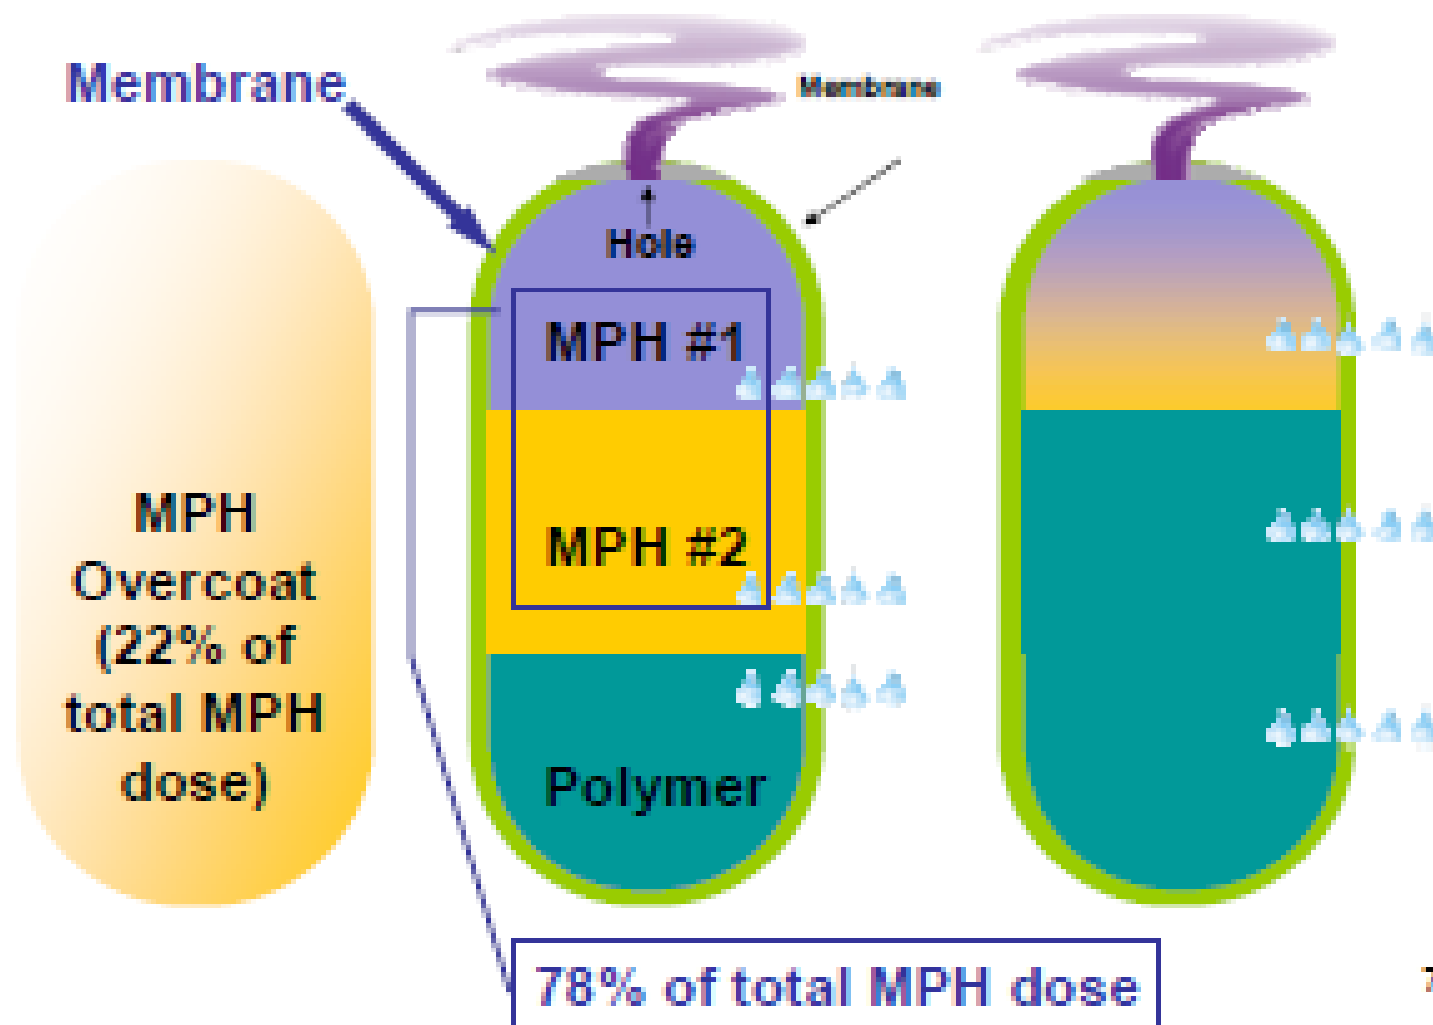 Membrane
Membrane
Hole
MPH #1
MPH #2
Polymer
MPH
Overcoat
(22% of
total MPH
dose)
78% of total MPH dose